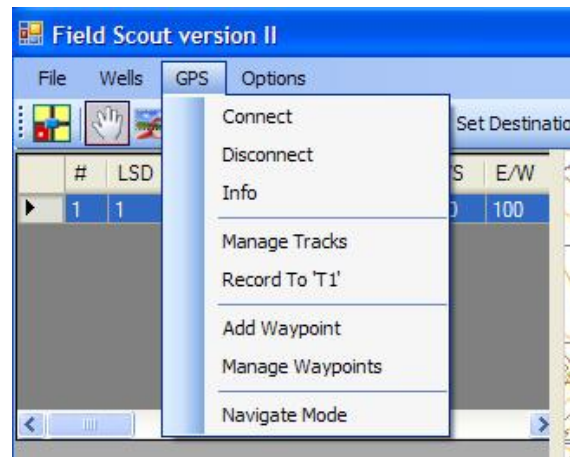 Field Scout version II
File Wells GPS Options
Connect
Disconnect
Info
Manage Tracks
Record To 'T1'
Add Waypoint
Manage Waypoints
Navigate Mode
Set
# LSD E/W
1 1 100